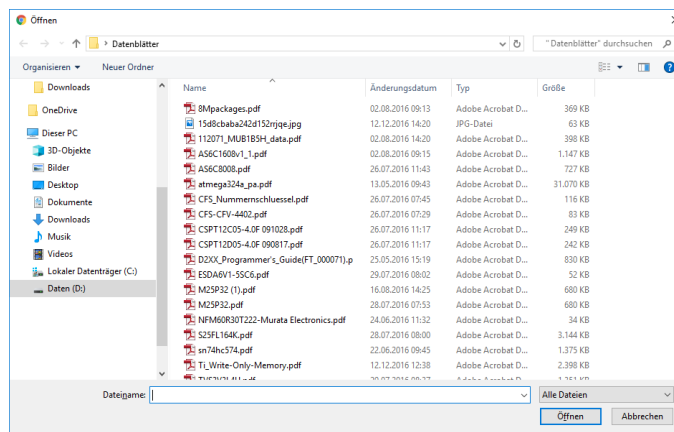 Öffnen
Datenblätter
"Datenblätter" durchsuchen
Organisieren
Neuer Ordner
Downloads
OneDrive
Dieser PC
3D-Objekte
Bilder
Desktop
Dokumente
Downloads
Musik
Videos
Lokaler Datenträger (C:)
Daten (D:)
Name Änderungsdatum Typ Größe
8Mpackages.pdf 02.08.2016 09:13 Adobe Acrobat D... 369 KB
15d8cbaba242d152rrjqe.jpg 12.12.2016 14:20 JPG-Datei 63 KB
112071_MUB1B5H_data.pdf 02.08.2016 14:20 Adobe Acrobat D... 398 KB
AS6C1608v1_1.pdf 02.08.2016 09:15 Adobe Acrobat D... 1.147 KB
AS6C8008.pdf 26.07.2016 11:43 Adobe Acrobat D... 727 KB
atmega324a_pa.pdf 13.05.2016 09:43 Adobe Acrobat D... 31.070 KB
CFS_Nummernschluessel.pdf 26.07.2016 07:45 Adobe Acrobat D... 116 KB
CFS-CFV-4402.pdf 26.07.2016 07:29 Adobe Acrobat D... 83 KB
CSPT12C05-4.0F 091028.pdf 26.07.2016 11:17 Adobe Acrobat D... 249 KB
CSPT12D05-4.0F 090817.pdf 26.07.2016 11:17 Adobe Acrobat D... 242 KB
D2XX_Programmer's_Guide(FT_000071).p 25.05.2016 15:19 Adobe Acrobat D... 830 KB
ESDA6V1-5SC6.pdf 29.07.2016 08:02 Adobe Acrobat D... 52 KB
M25P32 (1).pdf 16.08.2016 14:25 Adobe Acrobat D... 680 KB
M25P32.pdf 28.07.2016 07:53 Adobe Acrobat D... 680 KB
NFM60R30T222-Murata Electronics.pdf 24.06.2016 11:32 Adobe Acrobat D... 34 KB
S25FL164K.pdf 28.07.2016 08:00 Adobe Acrobat D... 3.144 KB
sn74hc574.pdf 22.06.2016 09:45 Adobe Acrobat D... 1.375 KB
Ti_Write-Only-Memory.pdf 12.12.2016 12:38 Adobe Acrobat D... 2.398 KB
Dateiname:
Alle Dateien
Öffnen
Abbrechen